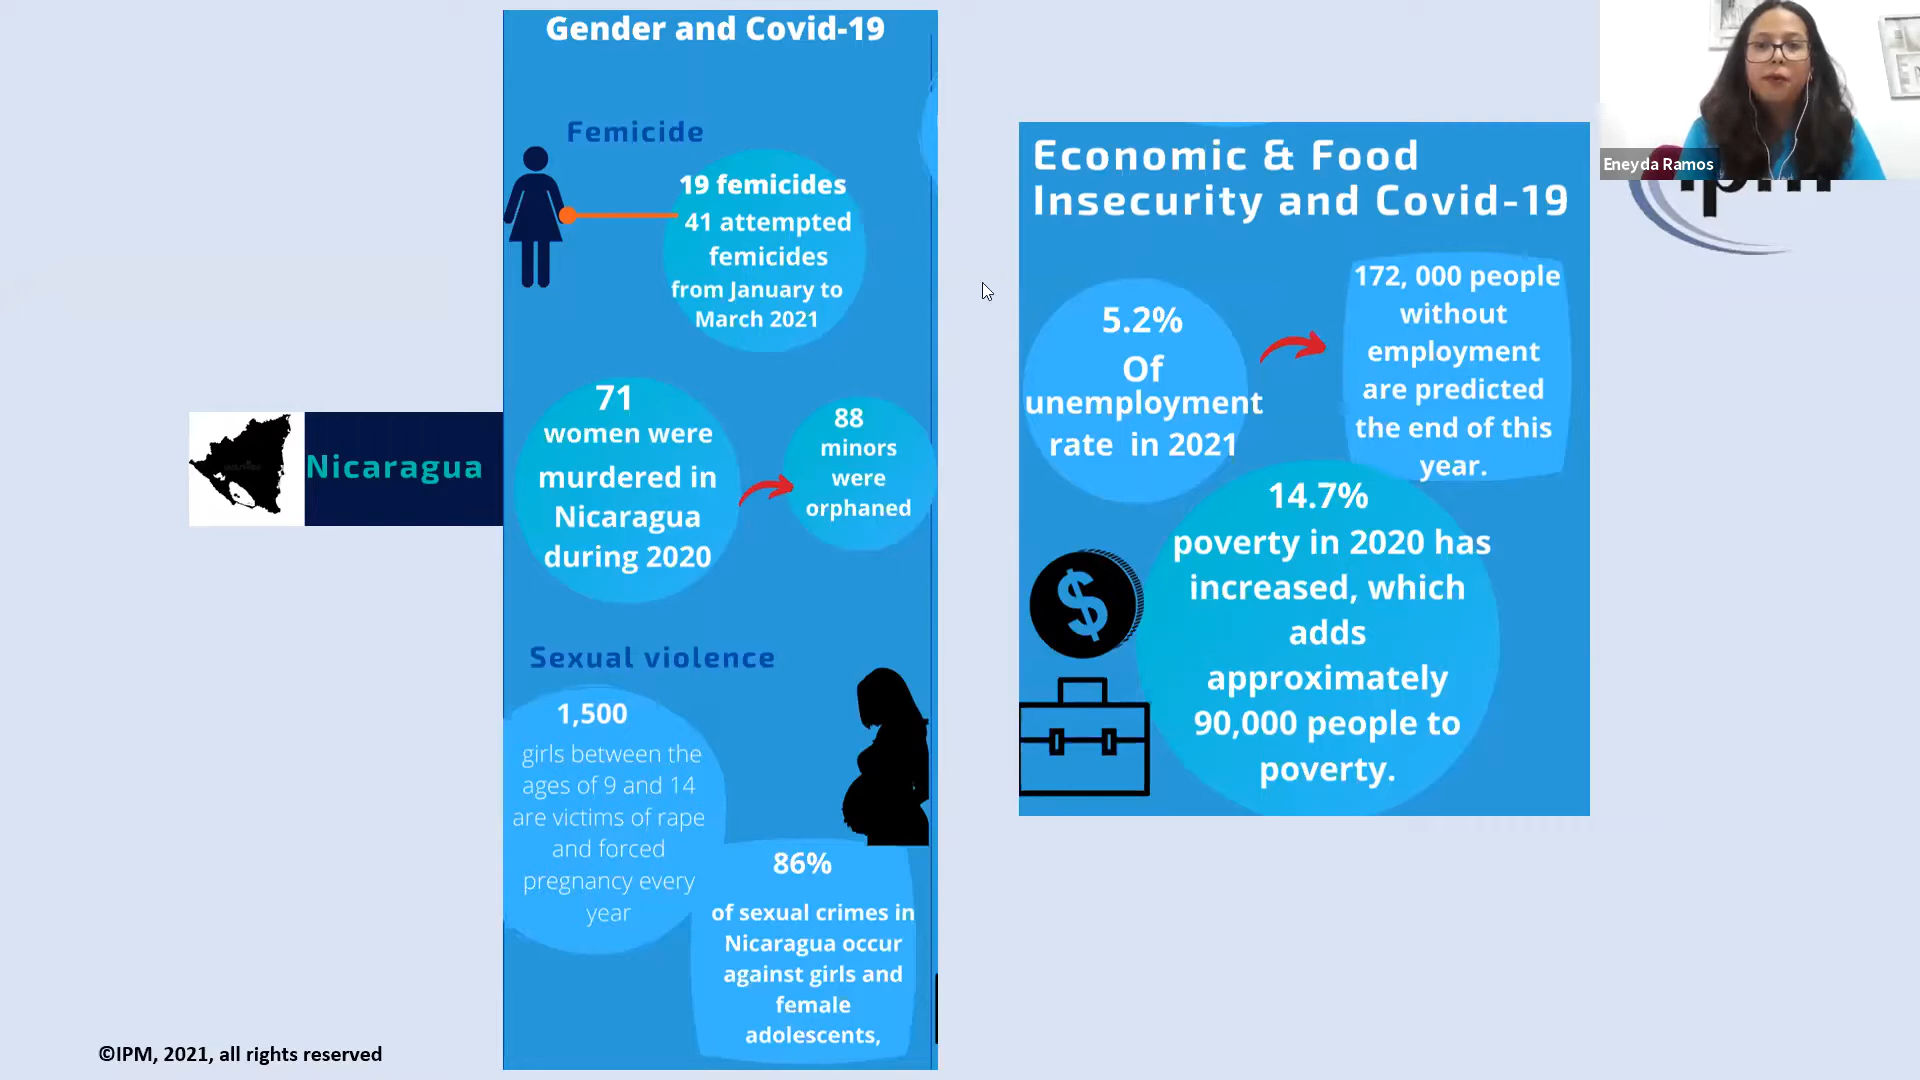 Gender and Covid-19
Femicide
19 femicides
41 attempted
femicides
from January to
March 2021
71
women were
murdered in
Nicaragua
during 2020
88
minors
were
orphaned
Nicaragua
Sexual violence
1,500
girls between the
ages of 9 and 14
are victims of rape
and forced
pregnancy every
year
86%
of sexual crimes in
Nicaragua occur
against girls and
female
adolescents,
Economic & Food
Insecurity and Covid-19
5.2%
Of
unemployment
rate in 2021
172, 000 people
without
employment
are predicted
the end of this
year.
14.7%
poverty in 2020 has
increased, which
adds
approximately
90,000 people to
poverty.
Eneyda Ramos
ipm
©IPM, 2021, all rights reserved